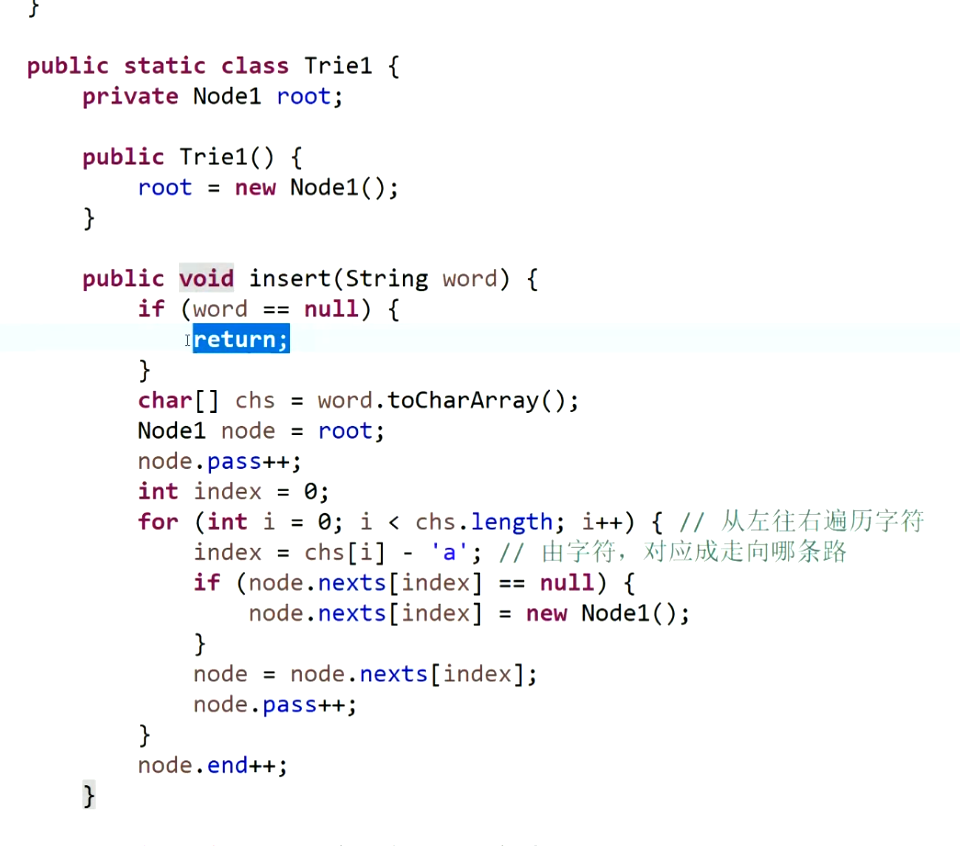 }
public static class Trie1 {
private Node1 root;
public Trie1() {
root = new Node1();
}
public void insert(String word) {
if (word == null) {
return;
}
char[] chs = word.toCharArray();
Node1 node = root;
node.pass++;
int index = 0;
for (int i = 0; i < chs.length; i++) { // 从左往右遍历字符
index = chs[i] - 'a'; // 由字符，对应成走向哪条路
if (node.nexts[index] == null) {
node.nexts[index] = new Node1();
}
node = node.nexts[index];
node.pass++;
}
node.end++;
}